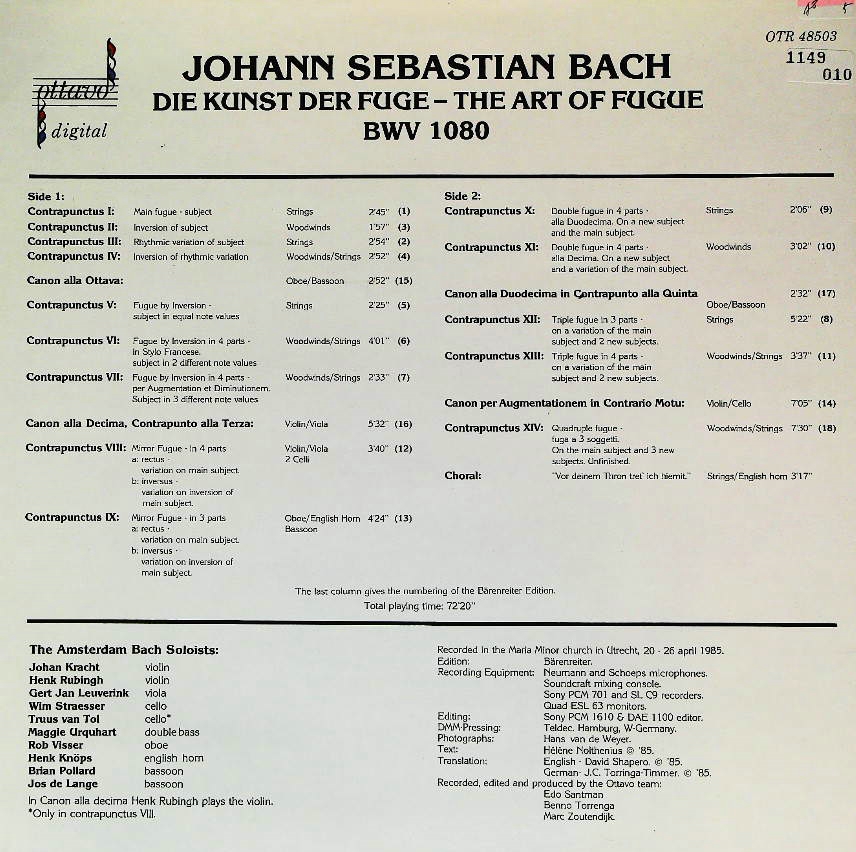 OTR 48503
1149
010
ottavo
digital
JOHANN SEBASTIAN BACH
DIE KUNST DER FUGE – THE ART OF FUGUE
BWV 1080
Side 1:
Contrapunctus I: Main fugue - subject Strings 2'45" (1)
Contrapunctus II: Inversion of subject Woodwinds 1'57" (3)
Contrapunctus III: Rhythmic variation of subject Strings 2'54" (2)
Contrapunctus IV: Inversion of rhythmic variation Woodwinds/Strings 2'52" (4)
Canon alla Ottava: Oboe/Bassoon 2'52" (15)
Contrapunctus V: Fugue by Inversion - Strings 2'25" (5)
subject in equal note values
Contrapunctus VI: Fugue by Inversion in 4 parts - Woodwinds/Strings 4'01" (6)
in Stylo Francese.
subject in 2 different note values
Contrapunctus VII: Fugue by Inversion in 4 parts - Woodwinds/Strings 2'33" (7)
per Augmentation et Diminutionem.
Subject in 3 different note values
Canon alla Decima, Contrapunto alla Terza: Violin/Viola 5'32" (16)
Contrapunctus VIII: Mirror Fugue - in 4 parts Violin/Viola 3'40" (12)
a: rectus - 2 Celli
variation on main subject.
b: inversus -
variation on inversion of
main subject.
Contrapunctus IX: Mirror Fugue - in 3 parts Oboe/English Horn 4'24" (13)
a: rectus - Bassoon
variation on main subject.
b: inversus -
variation on inversion of
main subject.
Side 2:
Contrapunctus X: Double fugue in 4 parts - Strings 2'06" (9)
alla Duodecima. On a new subject
and the main subject.
Contrapunctus XI: Double fugue in 4 parts - Woodwinds 3'02" (10)
alla Decima. On a new subject
and a variation of the main subject.
Canon alla Duodecima in Contrapunto alla Quinta 2'32" (17)
Oboe/Bassoon
Contrapunctus XII: Triple fugue in 3 parts - Strings 5'22" (8)
on a variation of the main
subject and 2 new subjects.
Contrapunctus XIII: Triple fugue in 4 parts - Woodwinds/Strings 3'37" (11)
on a variation of the main
subject and 2 new subjects.
Canon per Augmentationem in Contrario Motu: Violin/Cello 7'05" (14)
Contrapunctus XIV: Quadruple fugue - Woodwinds/Strings 7'30" (18)
fuga a 3 soggetti.
On the main subject and 3 new
subjects. Unfinished.
Choral: "Vor deinem Thron tret' ich hiemit." Strings/English horn 3'17"
The last column gives the numbering of the Bärenreiter Edition.
Total playing time: 72'20"
The Amsterdam Bach Soloists:
Johan Kracht violin
Henk Rubingh violin
Gert Jan Leuverink viola
Wim Straesser cello
Truus van Tol cello*
Maggie Urquhart double bass
Rob Visser oboe
Henk Knöps english horn
Brian Pollard bassoon
Jos de Lange bassoon
In Canon alla decima Henk Rubingh plays the violin.
*Only in contrapunctus VIII.
Recorded in the Maria Minor church in Utrecht, 20 - 26 april 1985.
Edition: Bärenreiter.
Recording Equipment: Neumann and Schoeps microphones.
Soundcraft mixing console.
Sony PCM 701 and SL C9 recorders.
Quad ESL 63 monitors.
Editing: Sony PCM 1610 & DAE 1100 editor.
DMM-Pressing: Teldec. Hamburg, W-Germany.
Photographs: Hans van de Weyer.
Text: Hélène Nolthenius © '85.
Translation: English - David Shapero. © '85.
German- J.C. Torringa-Timmer. © '85.
Recorded, edited and produced by the Ottavo team:
Edo Santman
Benno Torrenga
Marc Zoutendijk.